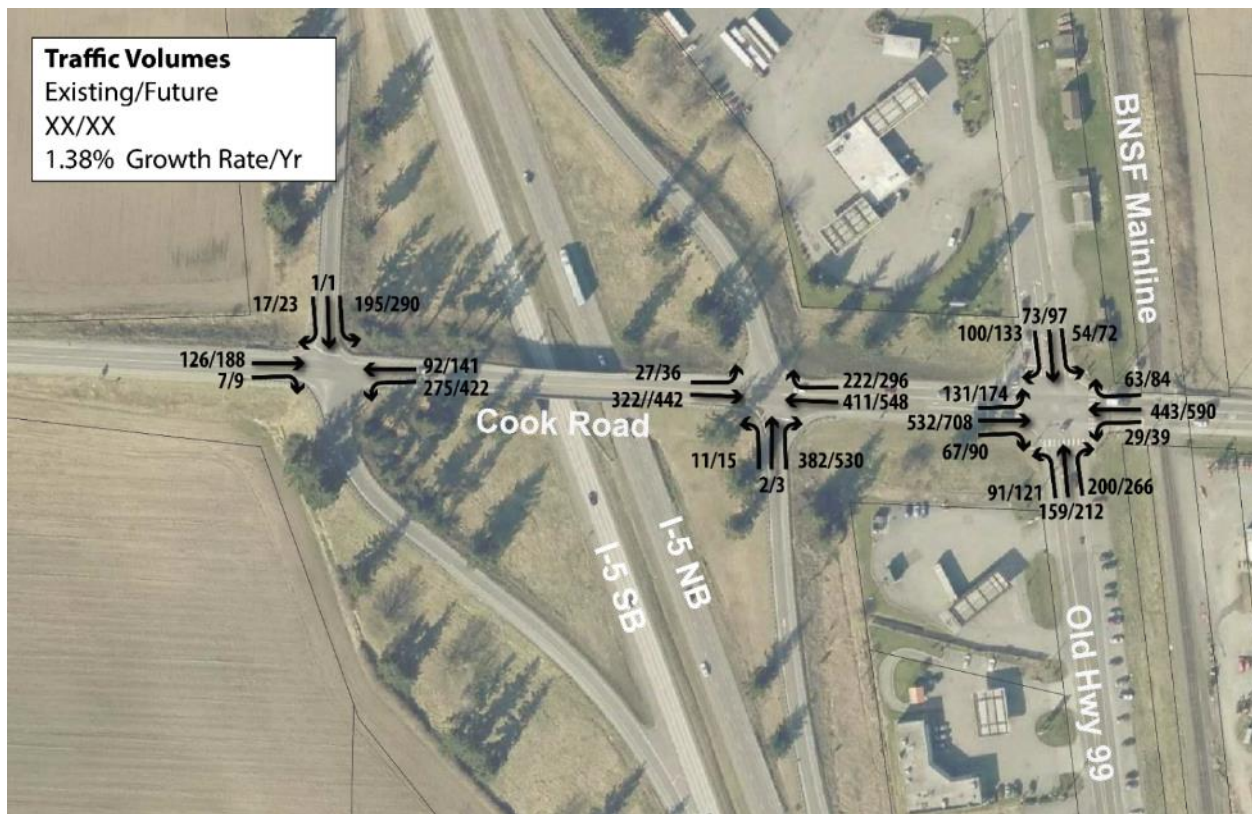 Traffic Volumes
Existing/Future
XX/XX
1.38% Growth Rate/Yr
BNSF Mainline
1/1
17/23
195/290
126/188
7/9
92/141
275/422
27/36
322//442
222/296
411/548
11/15
2/3
382/530
73/97
100/133
54/72
131/174
532/708
67/90
63/84
443/590
29/39
91/121
159/212
200/266
Cook Road
I-5 SB
I-5 NB
Old Hwy 99